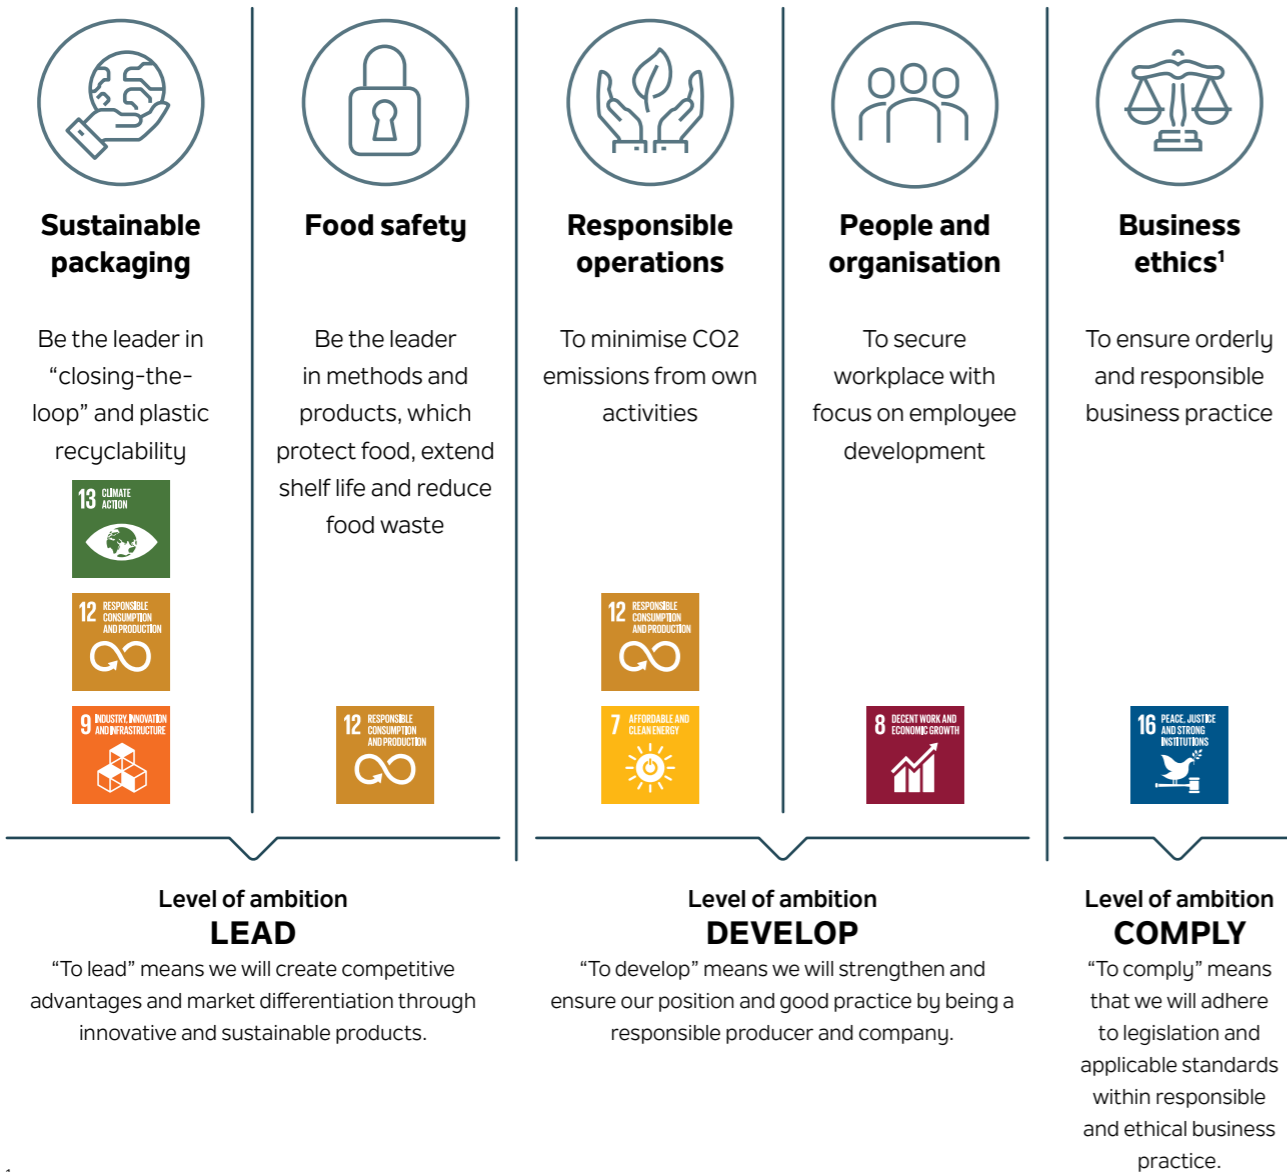 Sustainable
packaging
Be the leader in
“closing-the-
loop” and plastic
recyclability
13 CLIMATE
ACTION
12 RESPONSIBLE
CONSUMPTION
AND PRODUCTION
9 INDUSTRY, INNOVATION
AND INFRASTRUCTURE
Food safety
Be the leader
in methods and
products, which
protect food, extend
shelf life and reduce
food waste
12 RESPONSIBLE
CONSUMPTION
AND PRODUCTION
Responsible
operations
To minimise CO2
emissions from own
activities
12 RESPONSIBLE
CONSUMPTION
AND PRODUCTION
7 AFFORDABLE AND
CLEAN ENERGY
People and
organisation
To secure
workplace with
focus on employee
development
8 DECENT WORK AND
ECONOMIC GROWTH
Business
ethics¹
To ensure orderly
and responsible
business practice
16 PEACE, JUSTICE
AND STRONG
INSTITUTIONS
Level of ambition
LEAD
“To lead” means we will create competitive
advantages and market differentiation through
innovative and sustainable products.
Level of ambition
DEVELOP
“To develop” means we will strengthen and
ensure our position and good practice by being a
responsible producer and company.
Level of ambition
COMPLY
“To comply” means
that we will adhere
to legislation and
applicable standards
within responsible
and ethical business
practice.